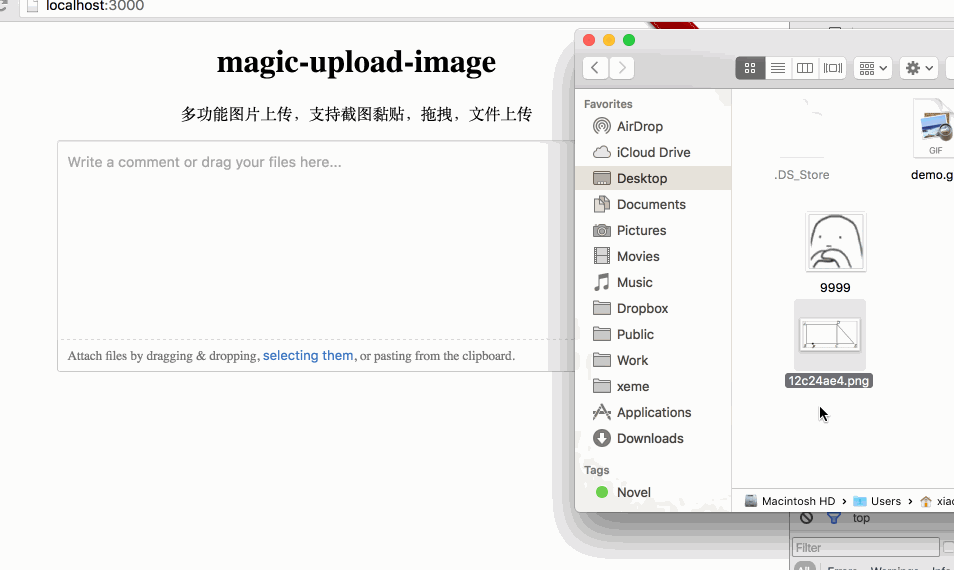 localhost:3000
magic-upload-image
多功能图片上传，支持截图黏贴，拖拽，文件上传
Write a comment or drag your files here...
Attach files by dragging & dropping, selecting them, or pasting from the clipboard.
Favorites
AirDrop
iCloud Drive
Desktop
Documents
Pictures
Movies
Music
Dropbox
Public
Work
xeme
Applications
Downloads
Tags
Novel
.DS_Store
GIF
demo.g
9999
12c24ae4.png
Macintosh HD
Users
xiao
top
Filter
All
Errors
Warnings
Info